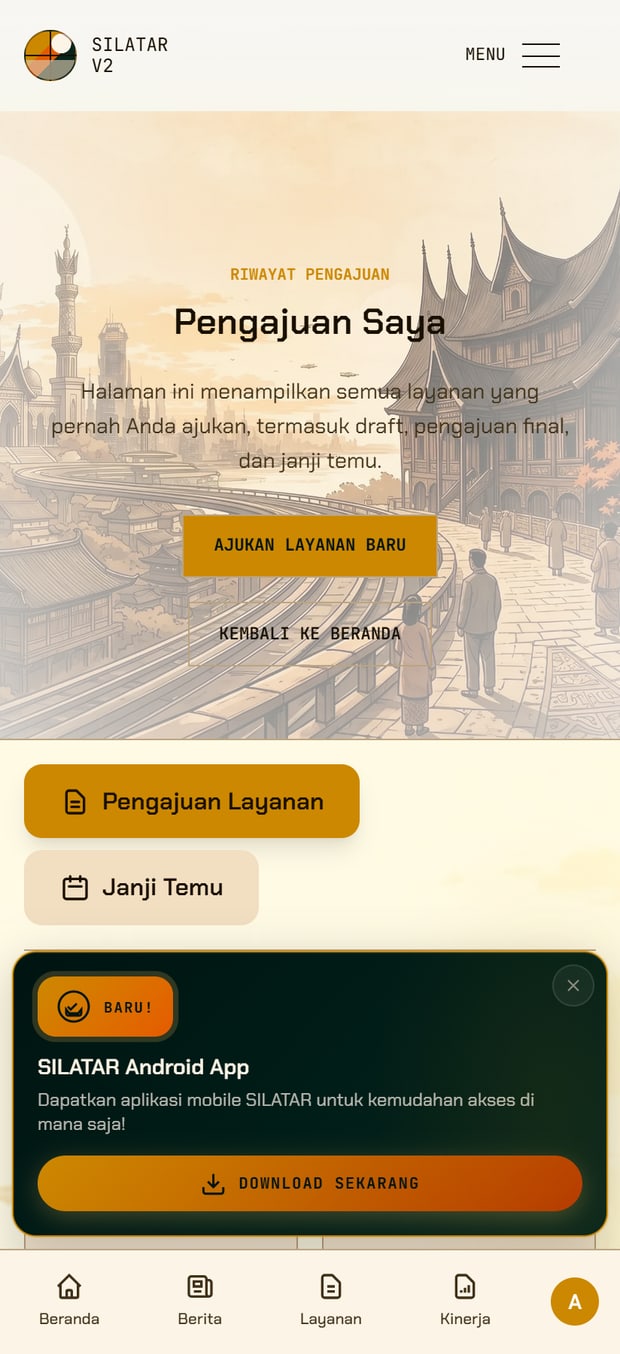 SILATAR
V2
MENU
RIWAYAT PENGAJUAN
Pengajuan Saya
Halaman ini menampilkan semua layanan yang
pernah Anda ajukan, termasuk draft, pengajuan final,
dan janji temu.
AJUKAN LAYANAN BARU
KEMBALI KE BERANDA
Pengajuan Layanan
Janji Temu
BARU!
SILATAR Android App
Dapatkan aplikasi mobile SILATAR untuk kemudahan akses di
mana saja!
DOWNLOAD SEKARANG
Beranda
Berita
Layanan
Kinerja
A